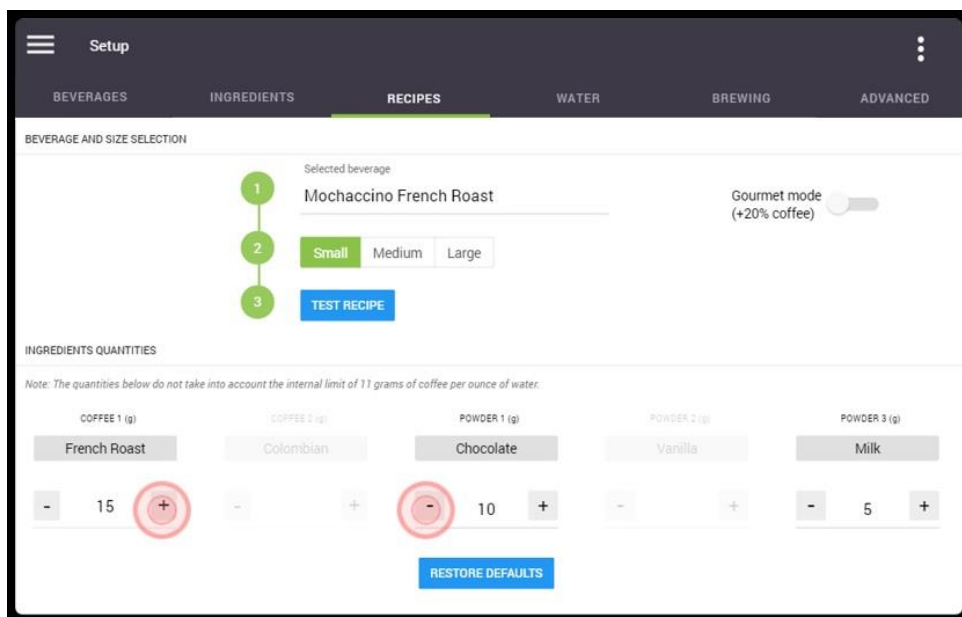 Setup
BEVERAGES INGREDIENTS RECIPES WATER BREWING ADVANCED
BEVERAGE AND SIZE SELECTION
Selected beverage
1 Mochaccino French Roast
Gourmet mode
(+20% coffee)
2 Small Medium Large
3 TEST RECIPE
INGREDIENTS QUANTITIES
Note: The quantities below do not take into account the internal limit of 11 grams of coffee per ounce of water.
COFFEE 1 (g) COFFEE 2 (g) POWDER 1 (g) POWDER 2 (g) POWDER 3 (g)
French Roast Colombian Chocolate Vanilla Milk
- 15 + - + - 10 + - + - 5 +
RESTORE DEFAULTS